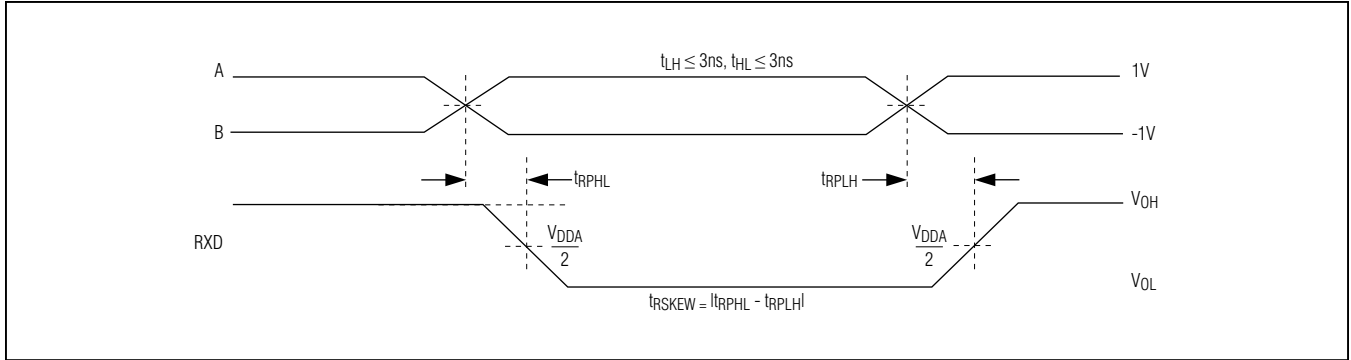 tLH ≤ 3ns, tHL ≤ 3ns
A
1V
B
-1V
tRPHL
tRPLH
VOH
RXD
VDDA
2
VDDA
2
VOL
tRSKEW = |tRPHL - tRPLH|